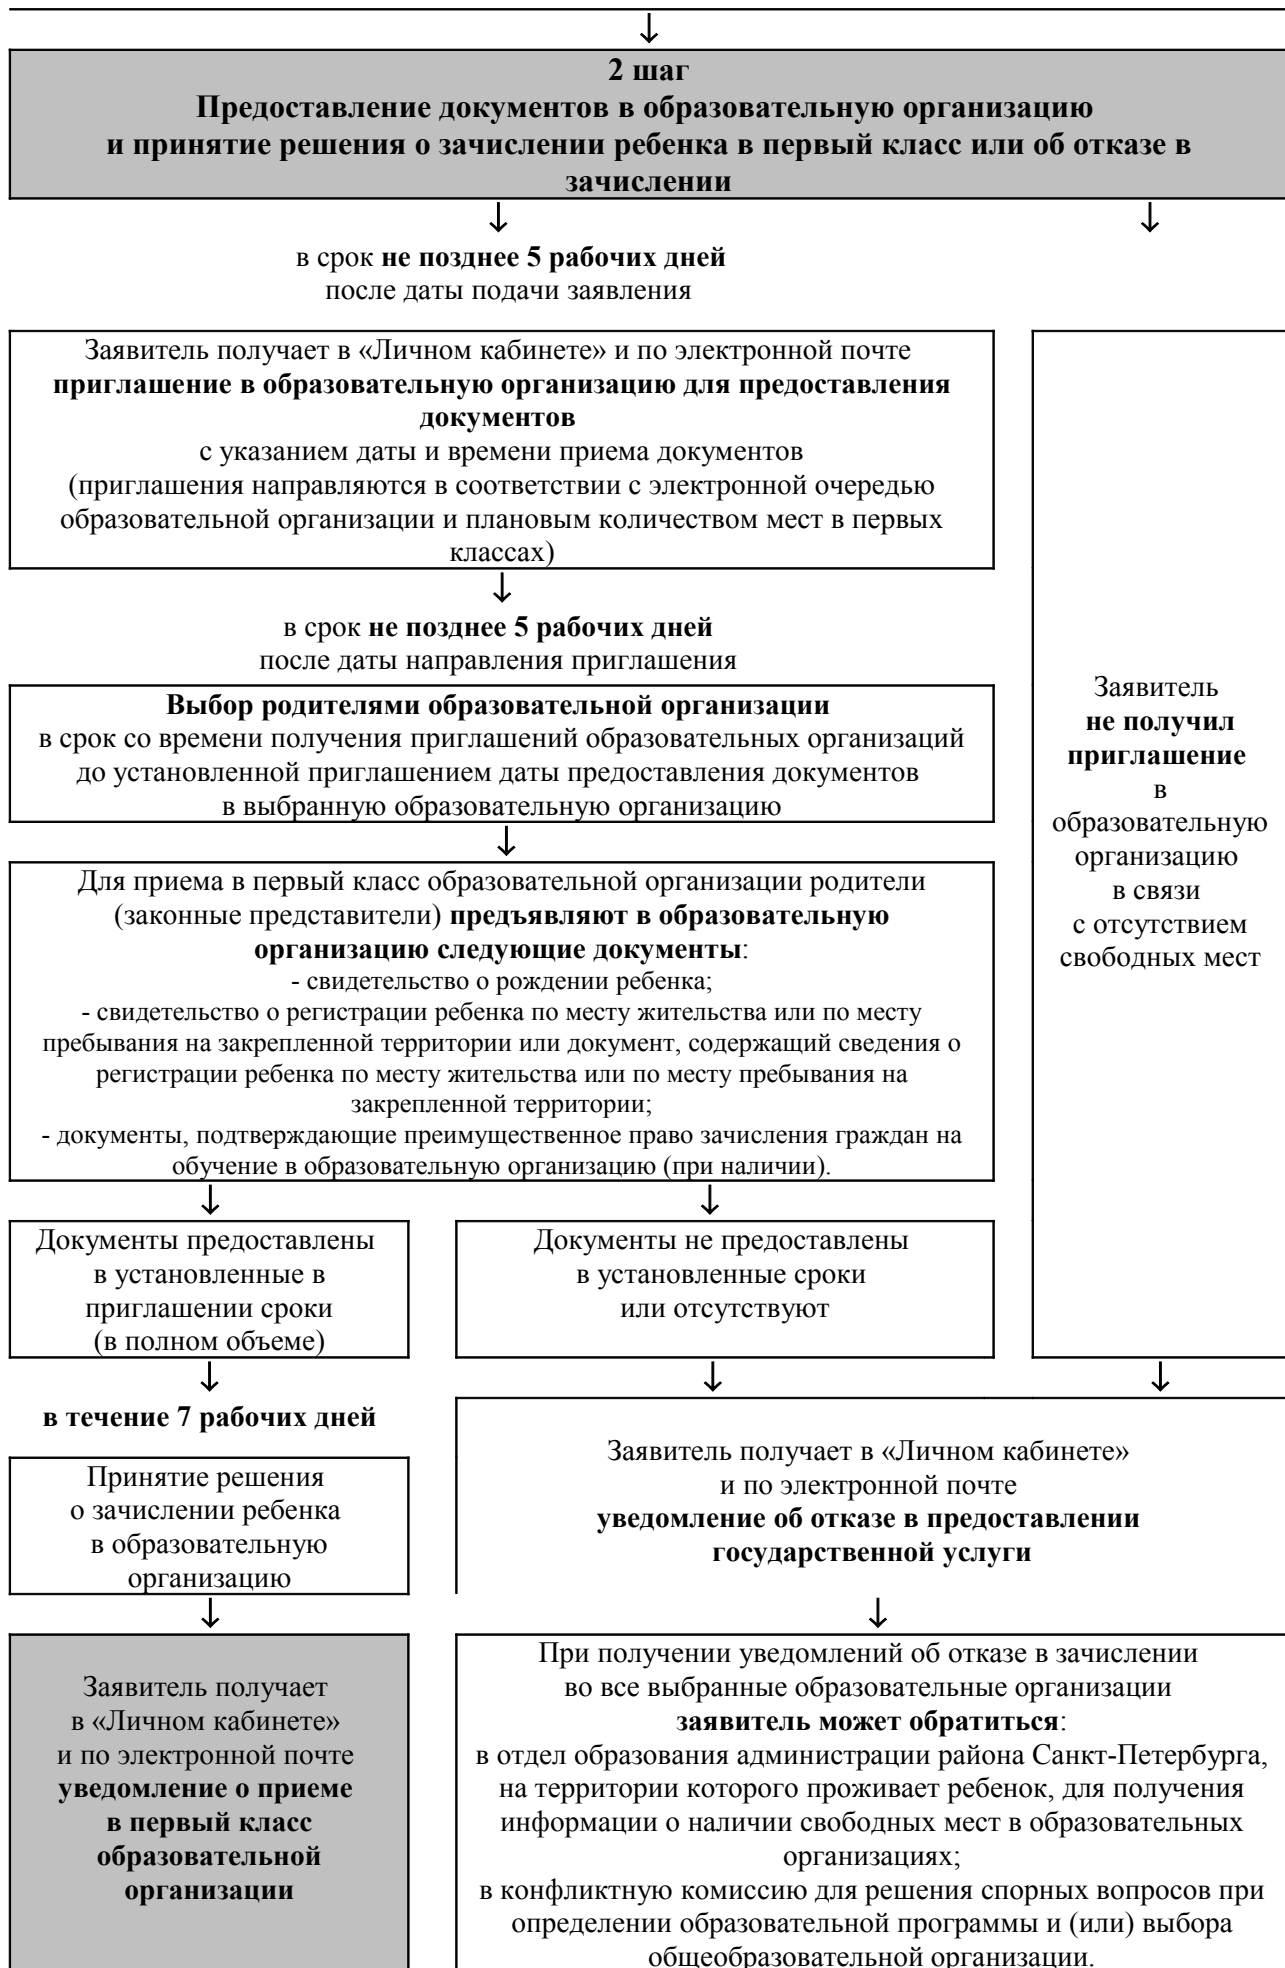 2 шаг
Предоставление документов в образовательную организацию
и принятие решения о зачислении ребенка в первый класс или об отказе в
зачислении
в срок не позднее 5 рабочих дней
после даты подачи заявления
Заявитель получает в «Личном кабинете» и по электронной почте
приглашение в образовательную организацию для предоставления
документов
с указанием даты и времени приема документов
(приглашения направляются в соответствии с электронной очередью
образовательной организации и плановым количеством мест в первых
классах)
в срок не позднее 5 рабочих дней
после даты направления приглашения
Выбор родителями образовательной организации
в срок со времени получения приглашений образовательных организаций
до установленной приглашением даты предоставления документов
в выбранную образовательную организацию
Для приема в первый класс образовательной организации родители
(законные представители) предъявляют в образовательную
организацию следующие документы:
- свидетельство о рождении ребенка;
- свидетельство о регистрации ребенка по месту жительства или по месту
пребывания на закрепленной территории или документ, содержащий сведения о
регистрации ребенка по месту жительства или по месту пребывания на
закрепленной территории;
- документы, подтверждающие преимущественное право зачисления граждан на
обучение в образовательную организацию (при наличии).
Заявитель
не получил
приглашение
в
образовательную
организацию
в связи
с отсутствием
свободных мест
Документы предоставлены
в установленные в
приглашении сроки
(в полном объеме)
Документы не предоставлены
в установленные сроки
или отсутствуют
в течение 7 рабочих дней
Принятие решения
о зачислении ребенка
в образовательную
организацию
Заявитель получает в «Личном кабинете»
и по электронной почте
уведомление об отказе в предоставлении
государственной услуги
Заявитель получает
в «Личном кабинете»
и по электронной почте
уведомление о приеме
в первый класс
образовательной
организации
При получении уведомлений об отказе в зачислении
во все выбранные образовательные организации
заявитель может обратиться:
в отдел образования администрации района Санкт-Петербурга,
на территории которого проживает ребенок, для получения
информации о наличии свободных мест в образовательных
организациях;
в конфликтную комиссию для решения спорных вопросов при
определении образовательной программы и (или) выбора
общеобразовательной организации.